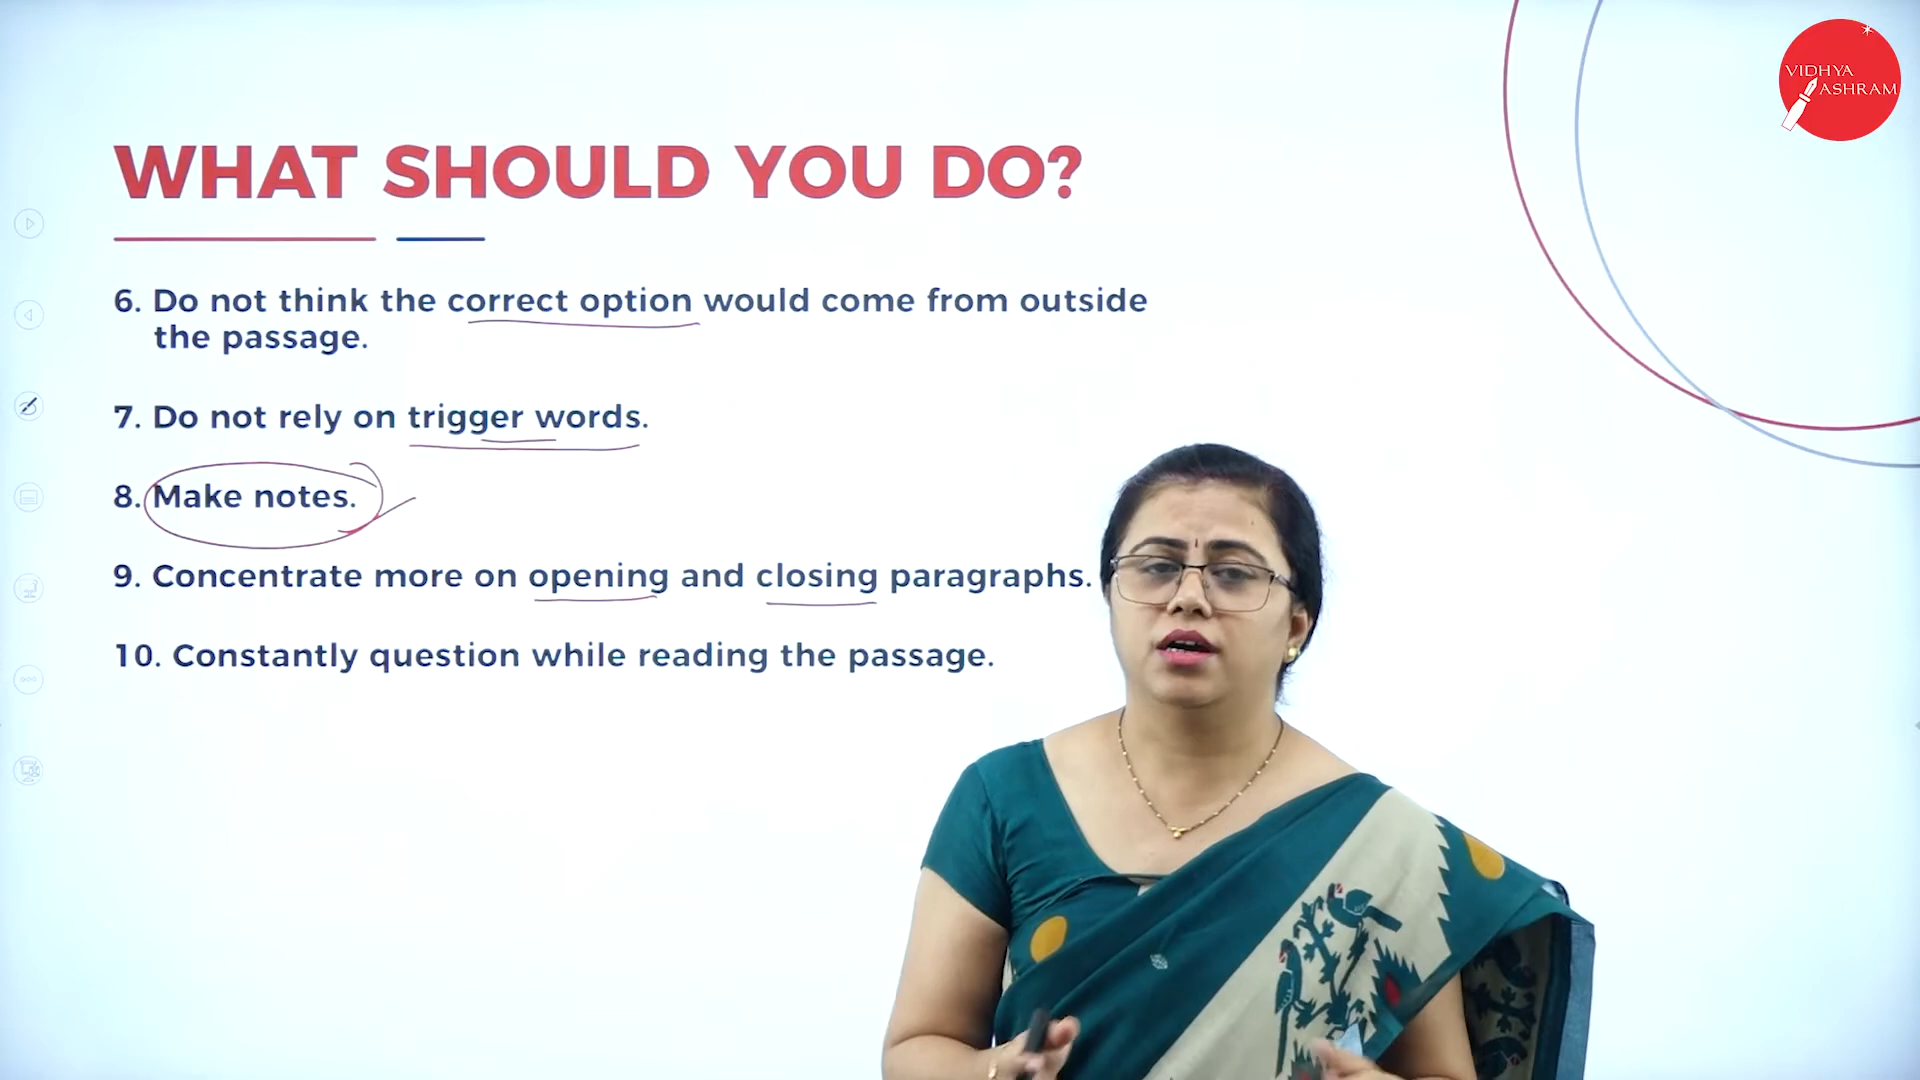 VIDHYA
ASHRAM
WHAT SHOULD YOU DO?
6. Do not think the correct option would come from outside
the passage.
7. Do not rely on trigger words.
8. Make notes.
9. Concentrate more on opening and closing paragraphs.
10. Constantly question while reading the passage.